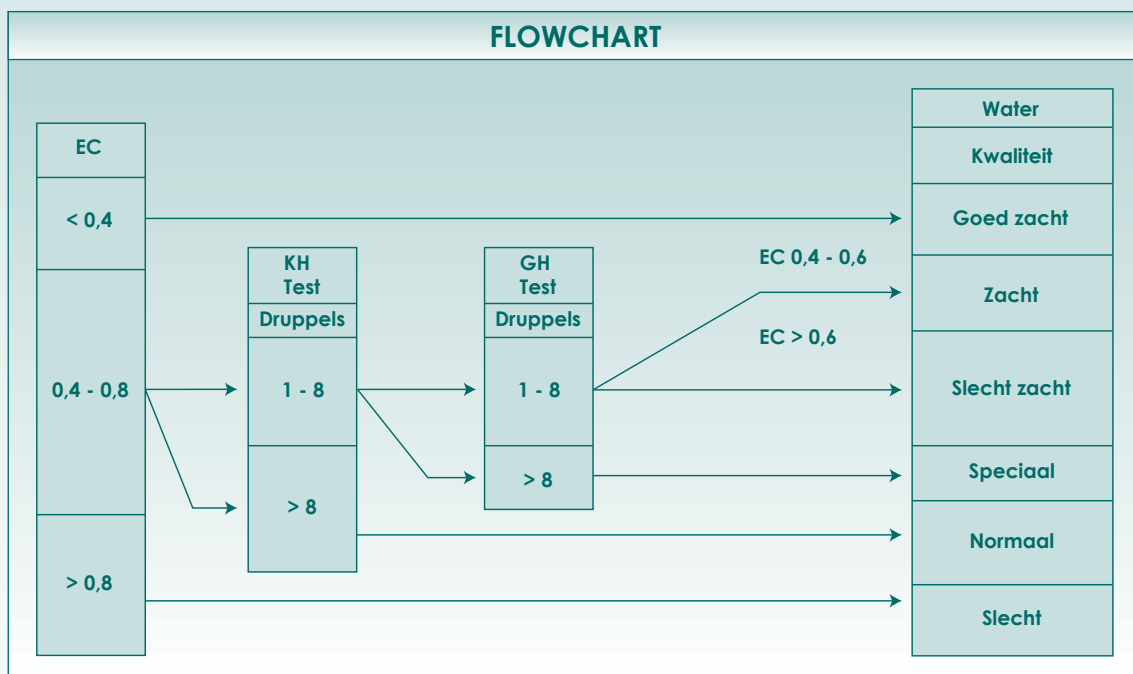 FLOWCHART
EC
< 0,4
0,4 - 0,8
> 0,8
KH
Test
Druppels
1 - 8
> 8
GH
Test
Druppels
1 - 8
> 8
EC 0,4 - 0,6
EC > 0,6
Water
Kwaliteit
Goed zacht
Zacht
Slecht zacht
Speciaal
Normaal
Slecht